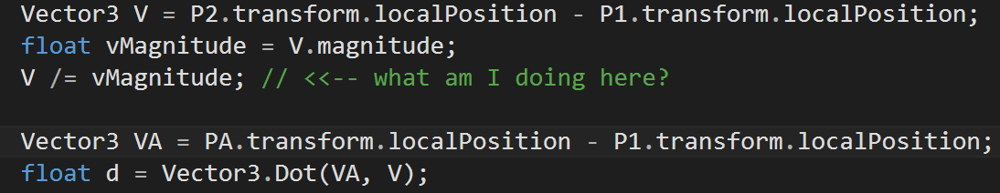 Vector3 V = P2.transform.localPosition - P1.transform.localPosition;
float vMagnitude = V.magnitude;
V /= vMagnitude; // <<-- what am I doing here?
Vector3 VA = PA.transform.localPosition - P1.transform.localPosition;
float d = Vector3.Dot(VA, V);